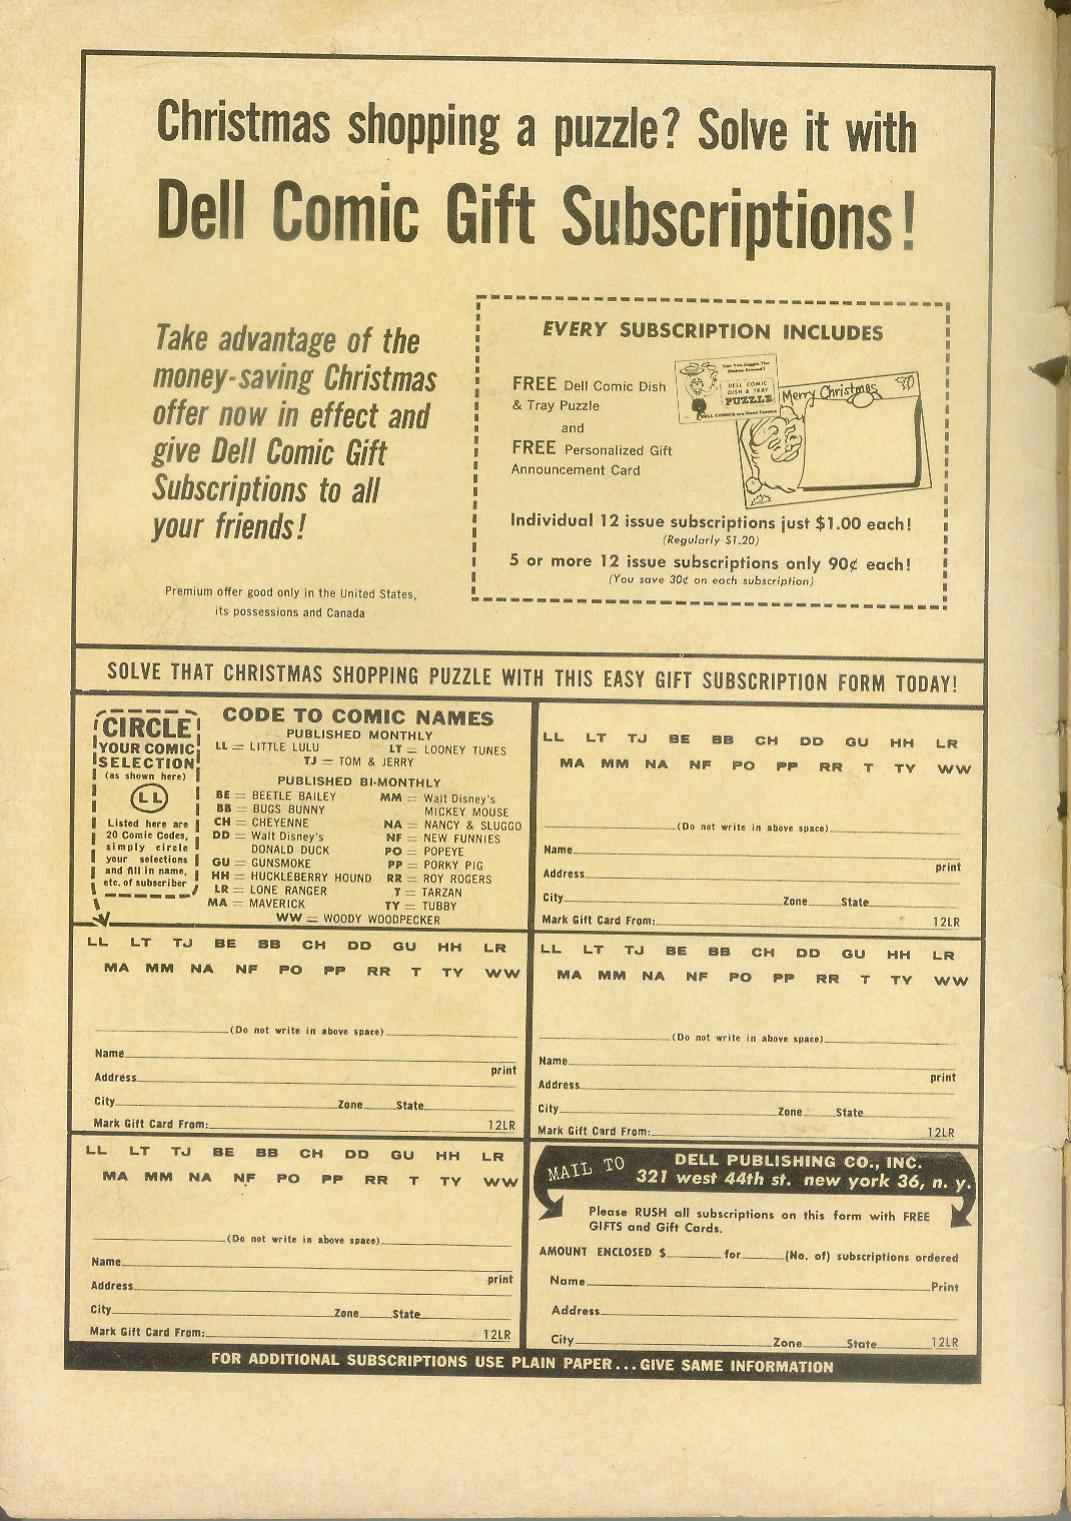 Christmas shopping a puzzle? Solve it with
Dell Comic Gift Subscriptions!
Take advantage of the
money-saving Christmas
offer now in effect and
give Dell Comic Gift
Subscriptions to all
your friends!
Premium offer good only in the United States,
its possessions and Canada
EVERY SUBSCRIPTION INCLUDES
FREE Dell Comic Dish
& Tray Puzzle
and
FREE Personalized Gift
Announcement Card
DELL COMIC
DISH & TRAY
PUZZLE
Merry Christmas
Individual 12 issue subscriptions just $1.00 each!
(Regularly $1.20)
5 or more 12 issue subscriptions only 90¢ each!
(You save 30¢ on each subscription)
SOLVE THAT CHRISTMAS SHOPPING PUZZLE WITH THIS EASY GIFT SUBSCRIPTION FORM TODAY!
CIRCLE
YOUR COMIC
SELECTION
(as shown here)
LL
Listed here are
20 Comic Codes,
simply circle
your selections
and fill in name,
etc. of subscriber
CODE TO COMIC NAMES
PUBLISHED MONTHLY
LL = LITTLE LULU LT = LOONEY TUNES
TJ = TOM & JERRY
PUBLISHED BI-MONTHLY
BE = BEETLE BAILEY
BB = BUGS BUNNY
CH = CHEYENNE
DD = Walt Disney's
DONALD DUCK
GU = GUNSMOKE
HH = HUCKLEBERRY HOUND
LR = LONE RANGER
MA = MAVERICK
MM = Walt Disney's
MICKEY MOUSE
NA = NANCY & SLUGGO
NF = NEW FUNNIES
PO = POPEYE
PP = PORKY PIG
RR = ROY ROGERS
T = TARZAN
TY = TUBBY
WW = WOODY WOODPECKER
LL LT TJ BE BB CH DD GU HH LR
MA MM NA NF PO PP RR T TY WW
(Do not write in above space)
Name
print
Address
City Zone State
Mark Gift Card From: 12LR
LL LT TJ BE BB CH DD GU HH LR
MA MM NA NF PO PP RR T TY WW
(Do not write in above space)
Name
print
Address
City Zone State
Mark Gift Card From: 12LR
LL LT TJ BE BB CH DD GU HH LR
MA MM NA NF PO PP RR T TY WW
(Do not write in above space)
Name
print
Address
City Zone State
Mark Gift Card From: 12LR
LL LT TJ BE BB CH DD GU HH LR
MA MM NA NF PO PP RR T TY WW
(Do not write in above space)
Name
print
Address
City Zone State
Mark Gift Card From: 12LR
MAIL TO
DELL PUBLISHING CO., INC.
321 west 44th st. new york 36, n. y.
Please RUSH all subscriptions on this form with FREE
GIFTS and Gift Cards.
AMOUNT ENCLOSED $ for (No. of) subscriptions ordered
Name Print
Address
City Zone State 12LR
FOR ADDITIONAL SUBSCRIPTIONS USE PLAIN PAPER...GIVE SAME INFORMATION